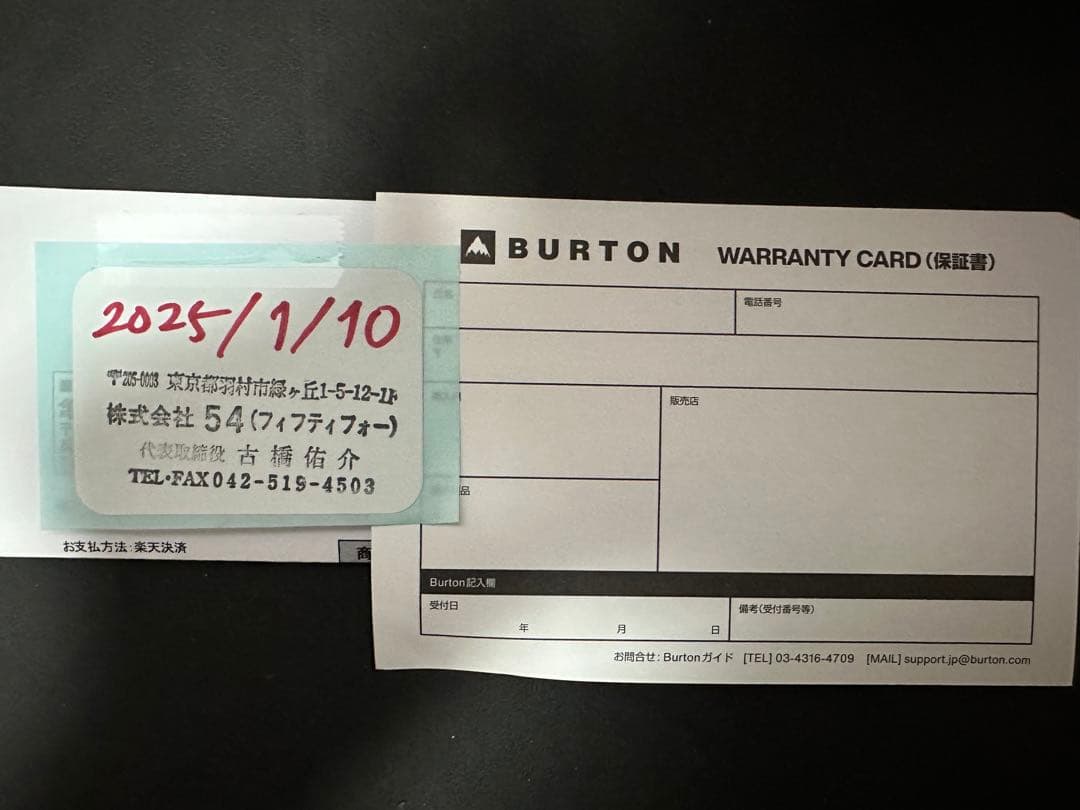 2025/1/10
〒205-0003 東京都羽村市緑ヶ丘1-5-12-1F
株式会社 54(フィフティフォー)
代表取締役 古橋佑介
TEL・FAX042-519-4503
お支払方法:楽天決済
商
BURTON WARRANTY CARD(保証書)
電話番号
販売店
品
Burton記入欄
受付日
年 月 日
備考(受付番号等)
お問合せ:Burtonガイド [TEL] 03-4316-4709 [MAIL] support.jp@burton.com